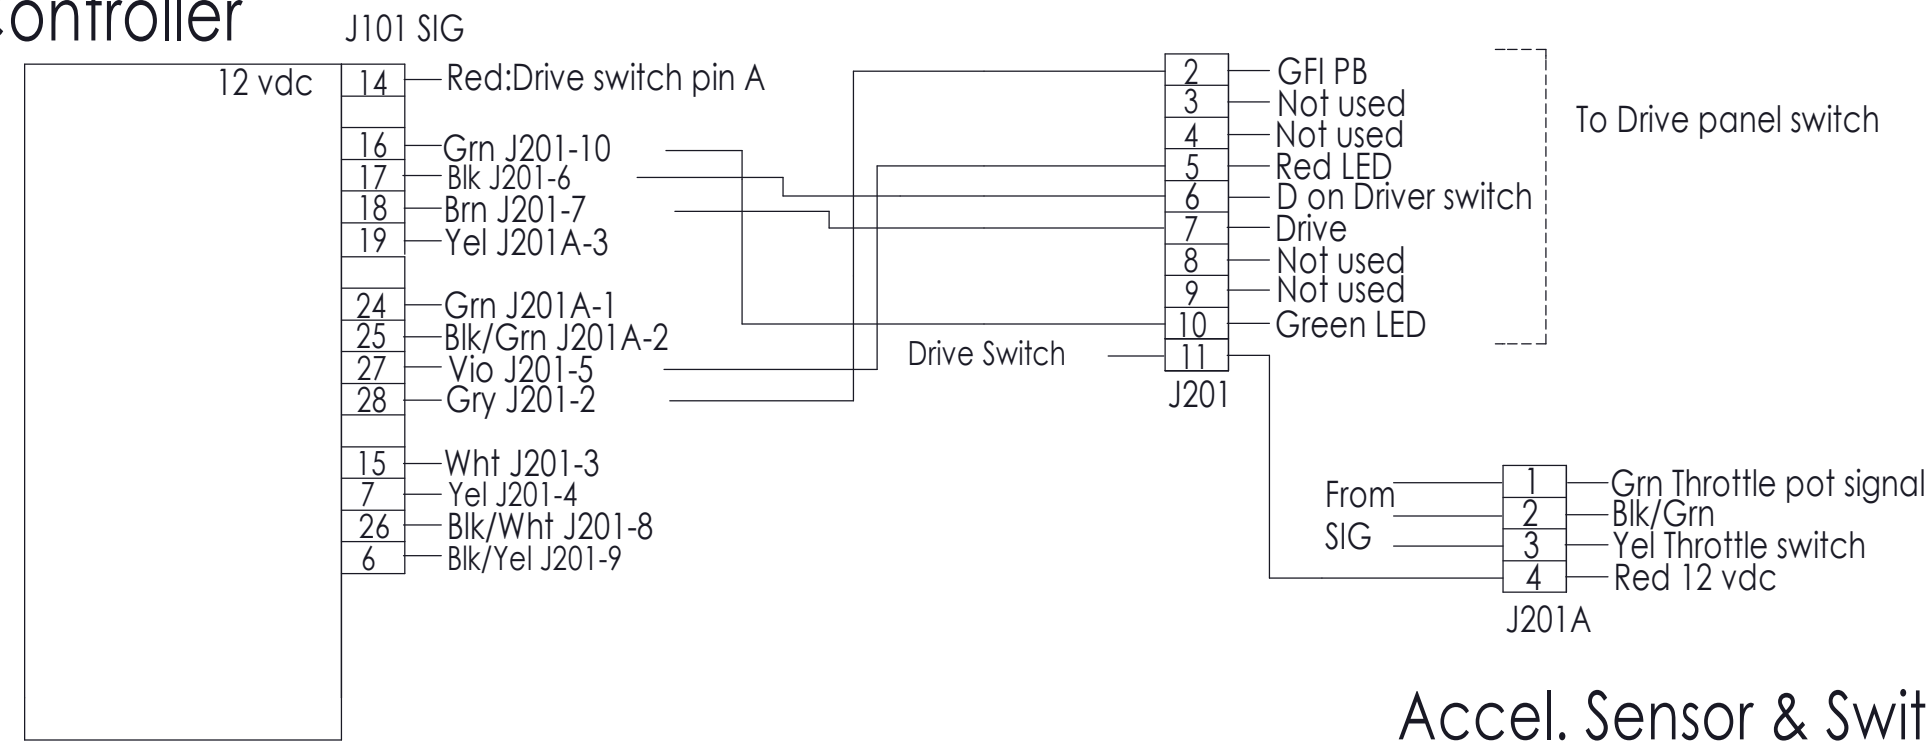 ontroller
J101 SIG
12 vdc
14 Red:Drive switch pin A
16 Grn J201-10
17 Blk J201-6
18 Brn J201-7
19 Yel J201A-3
24 Grn J201A-1
25 Blk/Grn J201A-2
27 Vio J201-5
28 Gry J201-2
15 Wht J201-3
7 Yel J201-4
26 Blk/Wht J201-8
6 Blk/Yel J201-9
2 GFI PB
3 Not used
4 Not used
5 Red LED
6 D on Driver switch
7 Drive
8 Not used
9 Not used
10 Green LED
Drive Switch 11
J201
To Drive panel switch
From
SIG
1 Grn Throttle pot signal
2 Blk/Grn
3 Yel Throttle switch
4 Red 12 vdc
J201A
Accel. Sensor & Swit